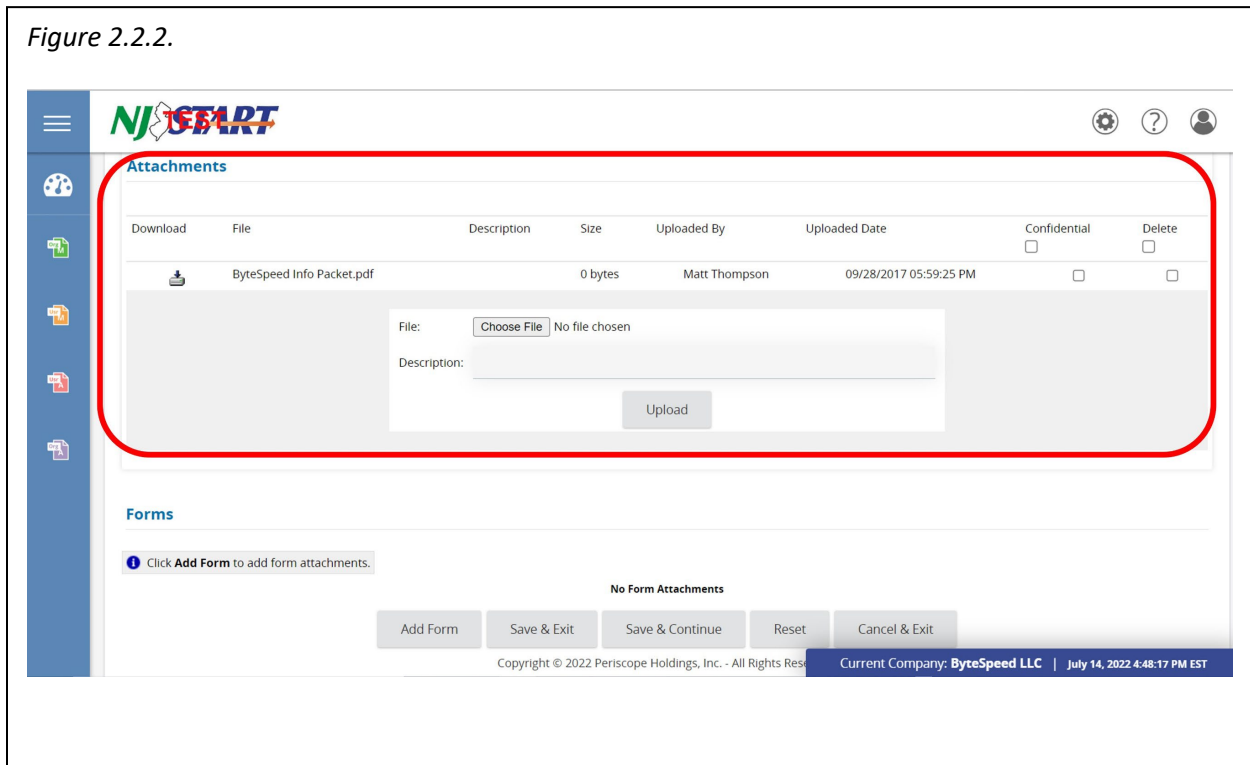 Figure 2.2.2.
NJ START
TEST
Attachments
Download File Description Size Uploaded By Uploaded Date Confidential Delete
ByteSpeed Info Packet.pdf 0 bytes Matt Thompson 09/28/2017 05:59:25 PM
File: Choose File No file chosen
Description:
Upload
Forms
Click Add Form to add form attachments.
No Form Attachments
Add Form Save & Exit Save & Continue Reset Cancel & Exit
Copyright © 2022 Periscope Holdings, Inc. - All Rights Rese
Current Company: ByteSpeed LLC | July 14, 2022 4:48:17 PM EST